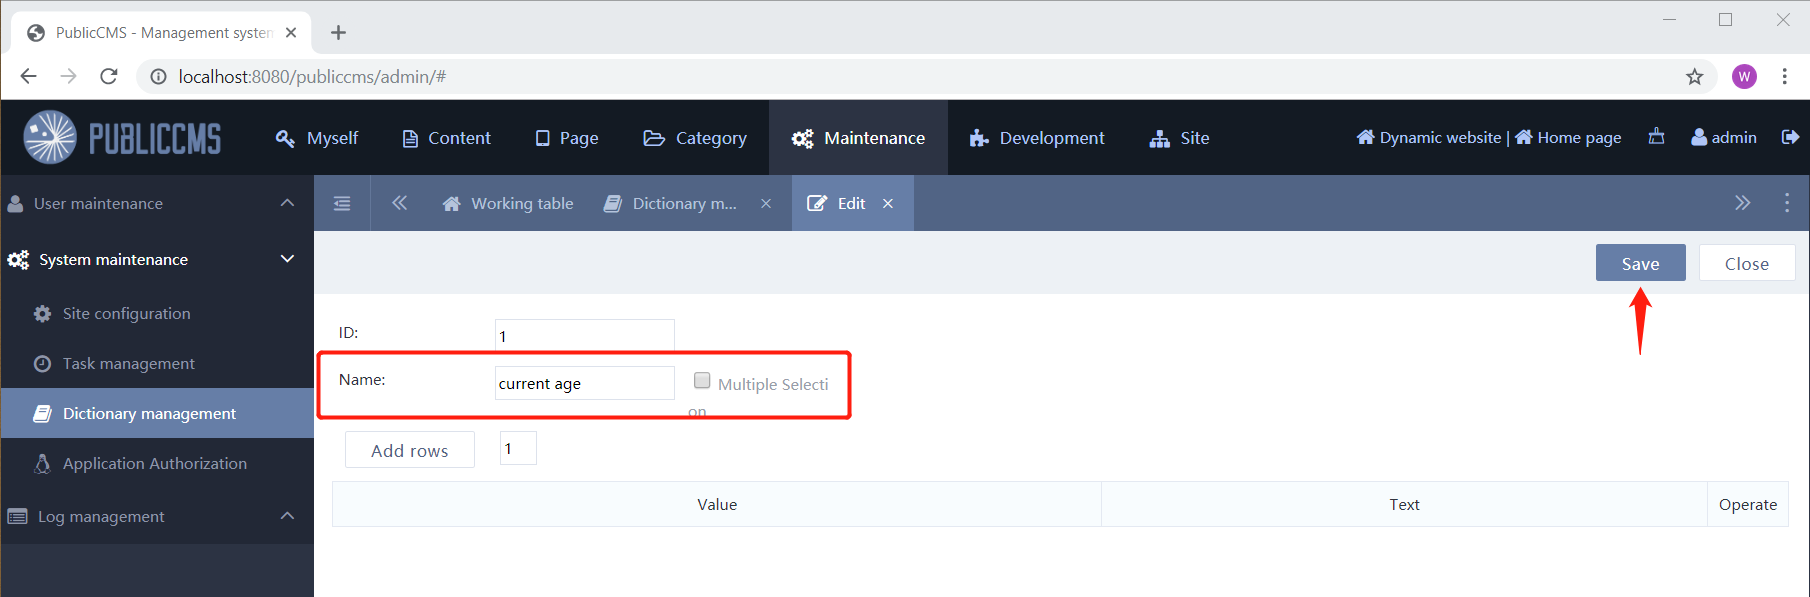 PublicCMS - Management system
localhost:8080/publiccms/admin/#
W
PUBLICCMS
Myself
Content
Page
Category
Maintenance
Development
Site
Dynamic website | Home page
admin
User maintenance
Working table
Dictionary m...
Edit
System maintenance
Save
Close
Site configuration
ID:
1
Task management
Name:
current age
Multiple Selecti
on
Dictionary management
Add rows
1
Application Authorization
Value
Text
Operate
Log management